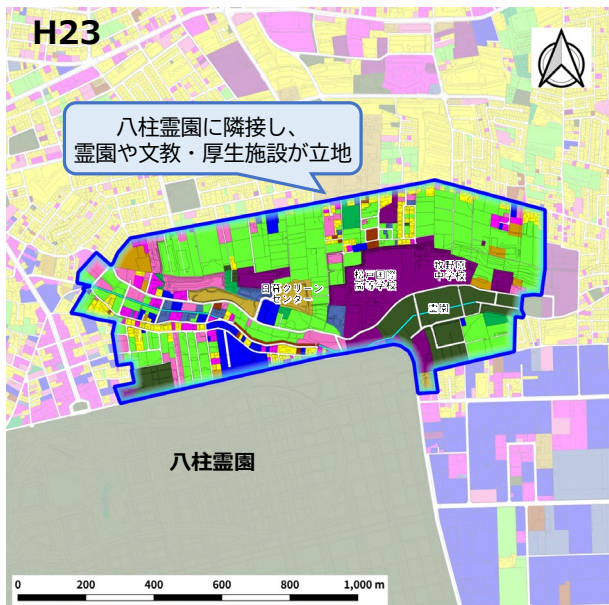 H23
八柱霊園に隣接し、
霊園や文教・厚生施設が立地
松戸国際
高等学校
牧野原
中学校
日暮クリーン
センター
霊園
八柱霊園
0 200 400 600 800 1,000 m